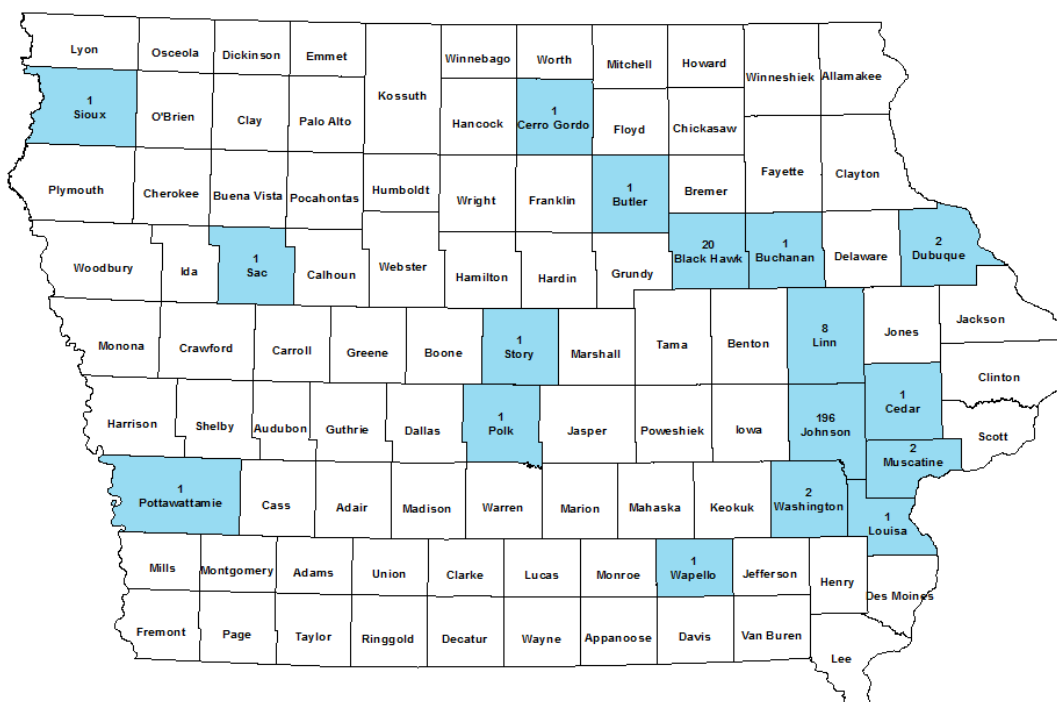 Lyon
Osceola
Dickinson
Emmet
Kossuth
Winnebago
Worth
Mitchell
Howard
Winneshiek
Allamakee
1
Sioux
O'Brien
Clay
Palo Alto
Hancock
1
Cerro Gordo
Floyd
Chickasaw
Plymouth
Cherokee
Buena Vista
Pocahontas
Humboldt
Wright
Franklin
1
Butler
Bremer
Fayette
Clayton
Woodbury
Ida
1
Sac
Calhoun
Webster
Hamilton
Hardin
Grundy
20
Black Hawk
1
Buchanan
Delaware
2
Dubuque
Monona
Crawford
Carroll
Greene
Boone
1
Story
Marshall
Tama
Benton
8
Linn
Jones
Jackson
Clinton
Harrison
Shelby
Audubon
Guthrie
Dallas
1
Polk
Jasper
Poweshiek
Iowa
196
Johnson
1
Cedar
Scott
2
Muscatine
1
Pottawattamie
Cass
Adair
Madison
Warren
Marion
Mahaska
Keokuk
2
Washington
1
Louisa
Mills
Montgomery
Adams
Union
Clarke
Lucas
Monroe
1
Wapello
Jefferson
Henry
Des Moines
Fremont
Page
Taylor
Ringgold
Decatur
Wayne
Appanoose
Davis
Van Buren
Lee